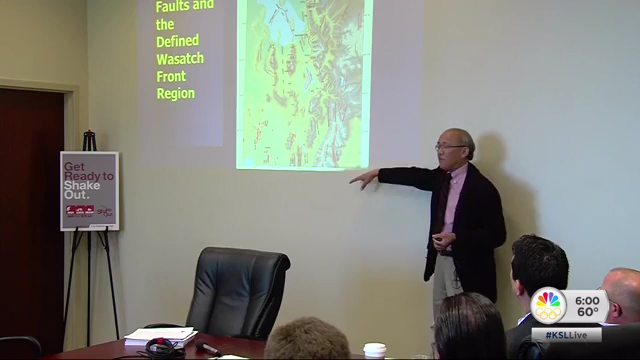 Faults and
the
Defined
Wasatch
Front
Region
Get
Ready to
Shake
Out.
6:00
60°
#KSLLive